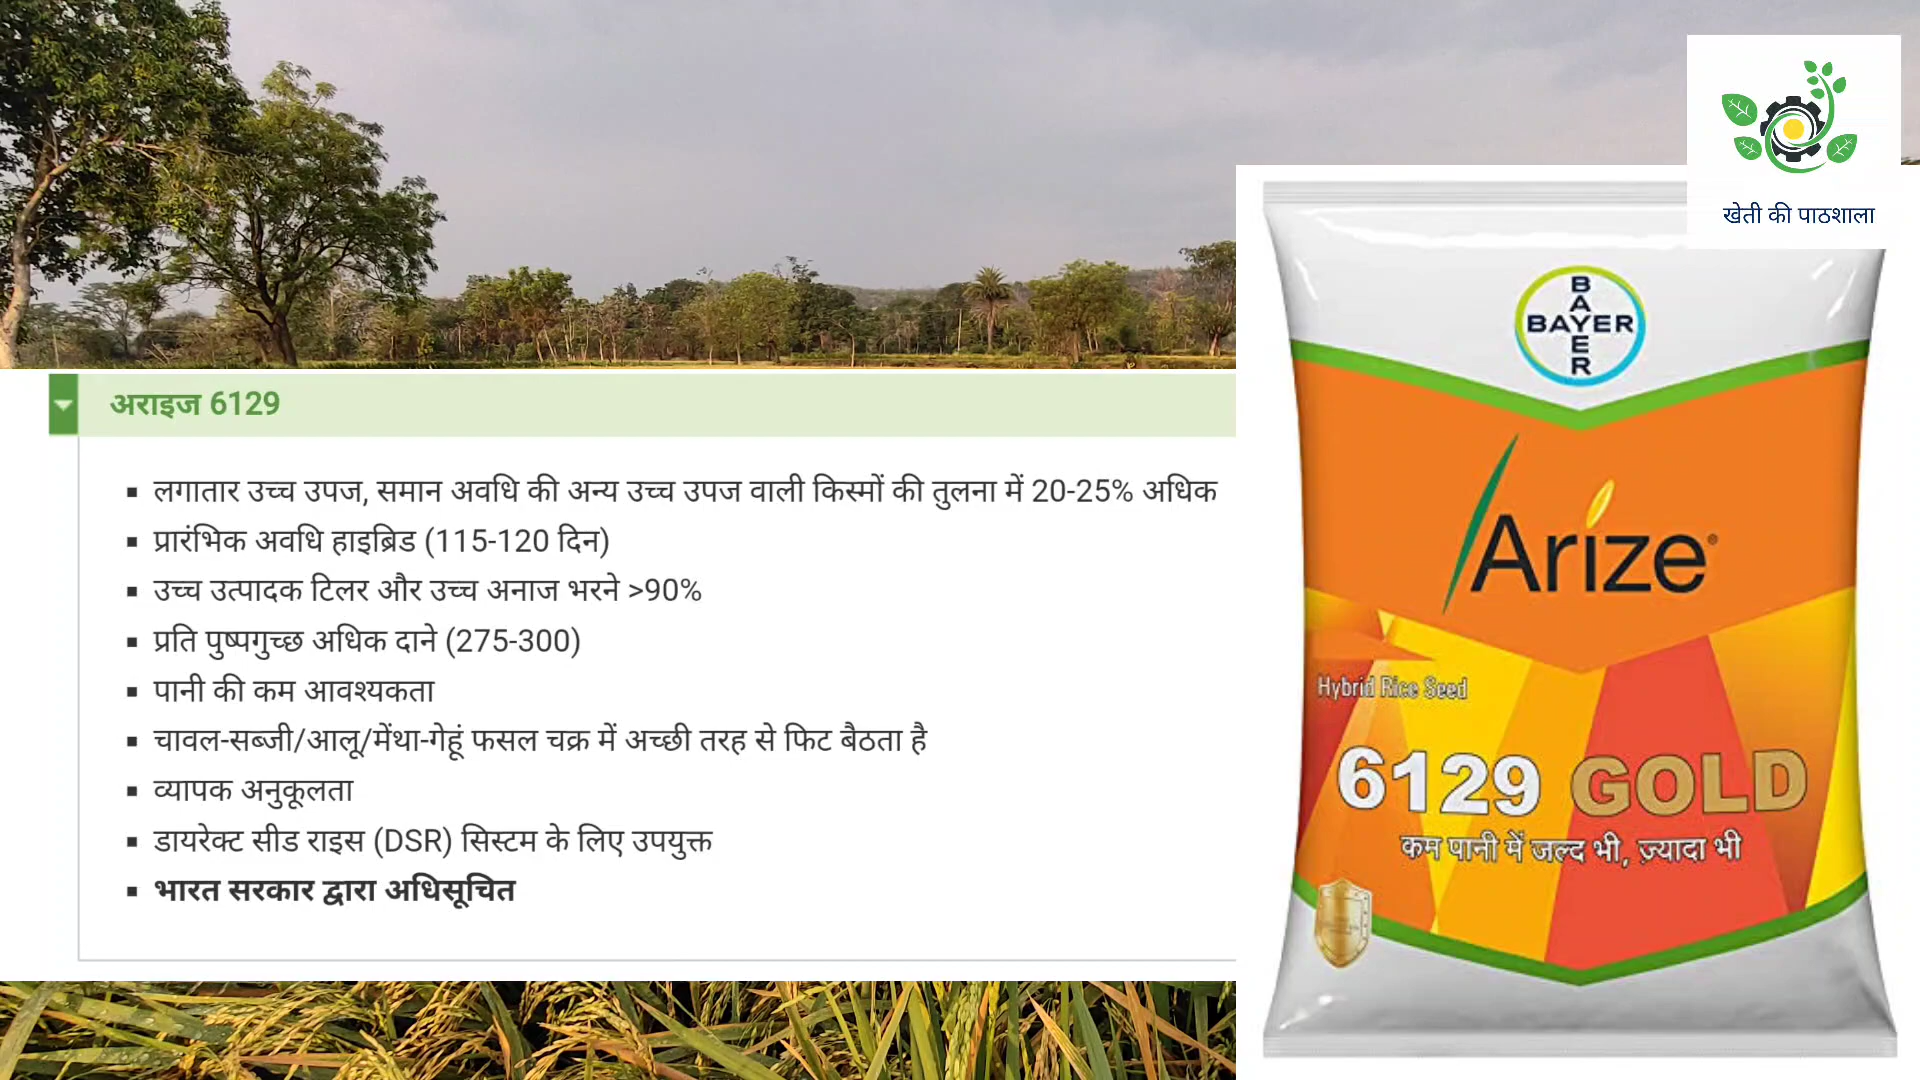 खेती की पाठशाला
अराइज 6129
लगातार उच्च उपज, समान अवधि की अन्य उच्च उपज वाली किस्मों की तुलना में 20-25% अधिक
प्रारंभिक अवधि हाइब्रिड (115-120 दिन)
उच्च उत्पादक टिलर और उच्च अनाज भरने >90%
प्रति पुष्पगुच्छ अधिक दाने (275-300)
पानी की कम आवश्यकता
चावल-सब्जी/आलू/मेंथा-गेहूं फसल चक्र में अच्छी तरह से फिट बैठता है
व्यापक अनुकूलता
डायरेक्ट सीड राइस (DSR) सिस्टम के लिए उपयुक्त
भारत सरकार द्वारा अधिसूचित
BAYER
BAYER
Arize®
Hybrid Rice Seed
6129 GOLD
कम पानी में जल्द भी, ज़्यादा भी